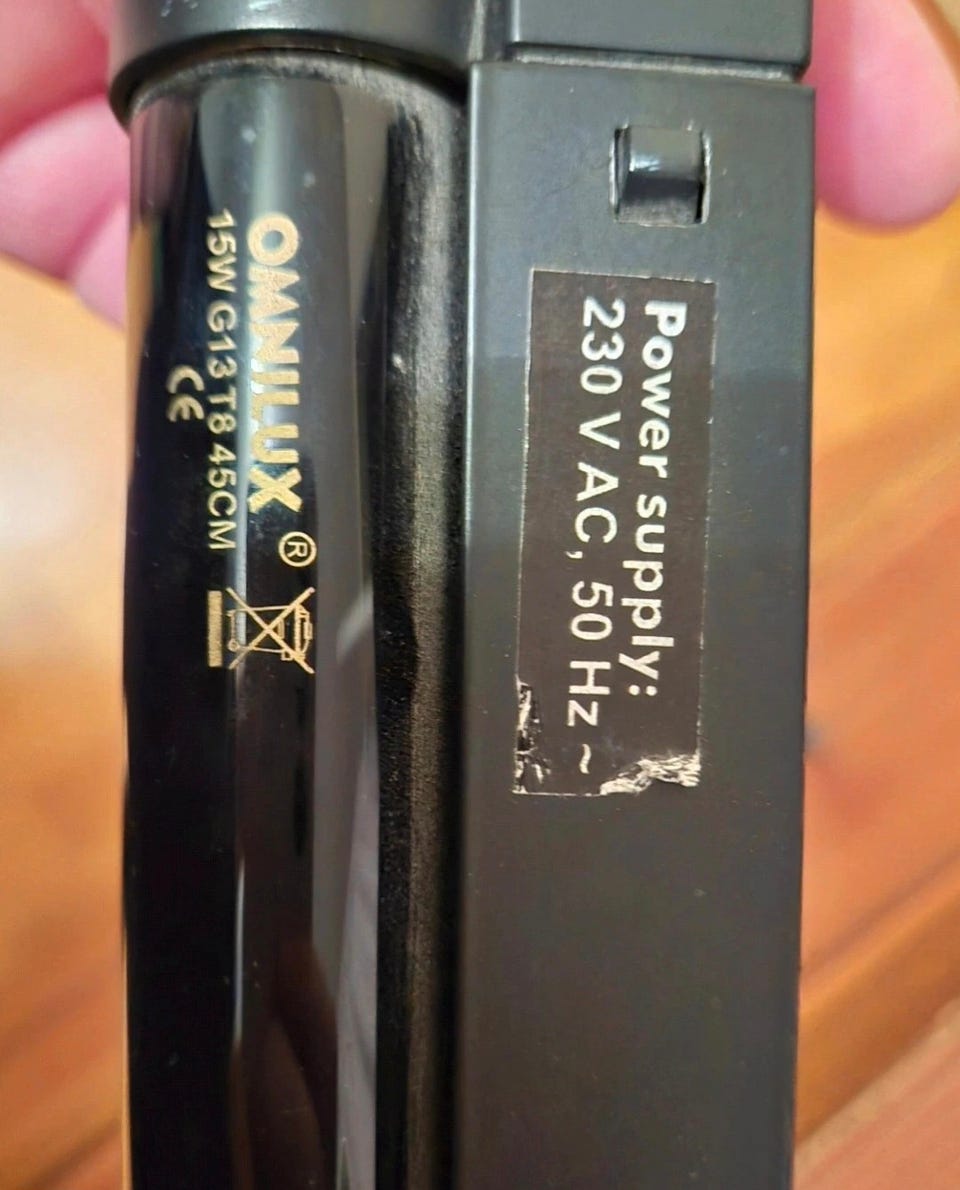 OMNILUX ®
15W G13 T8 45CM
CE
Power supply:
230 V AC, 50 Hz ~